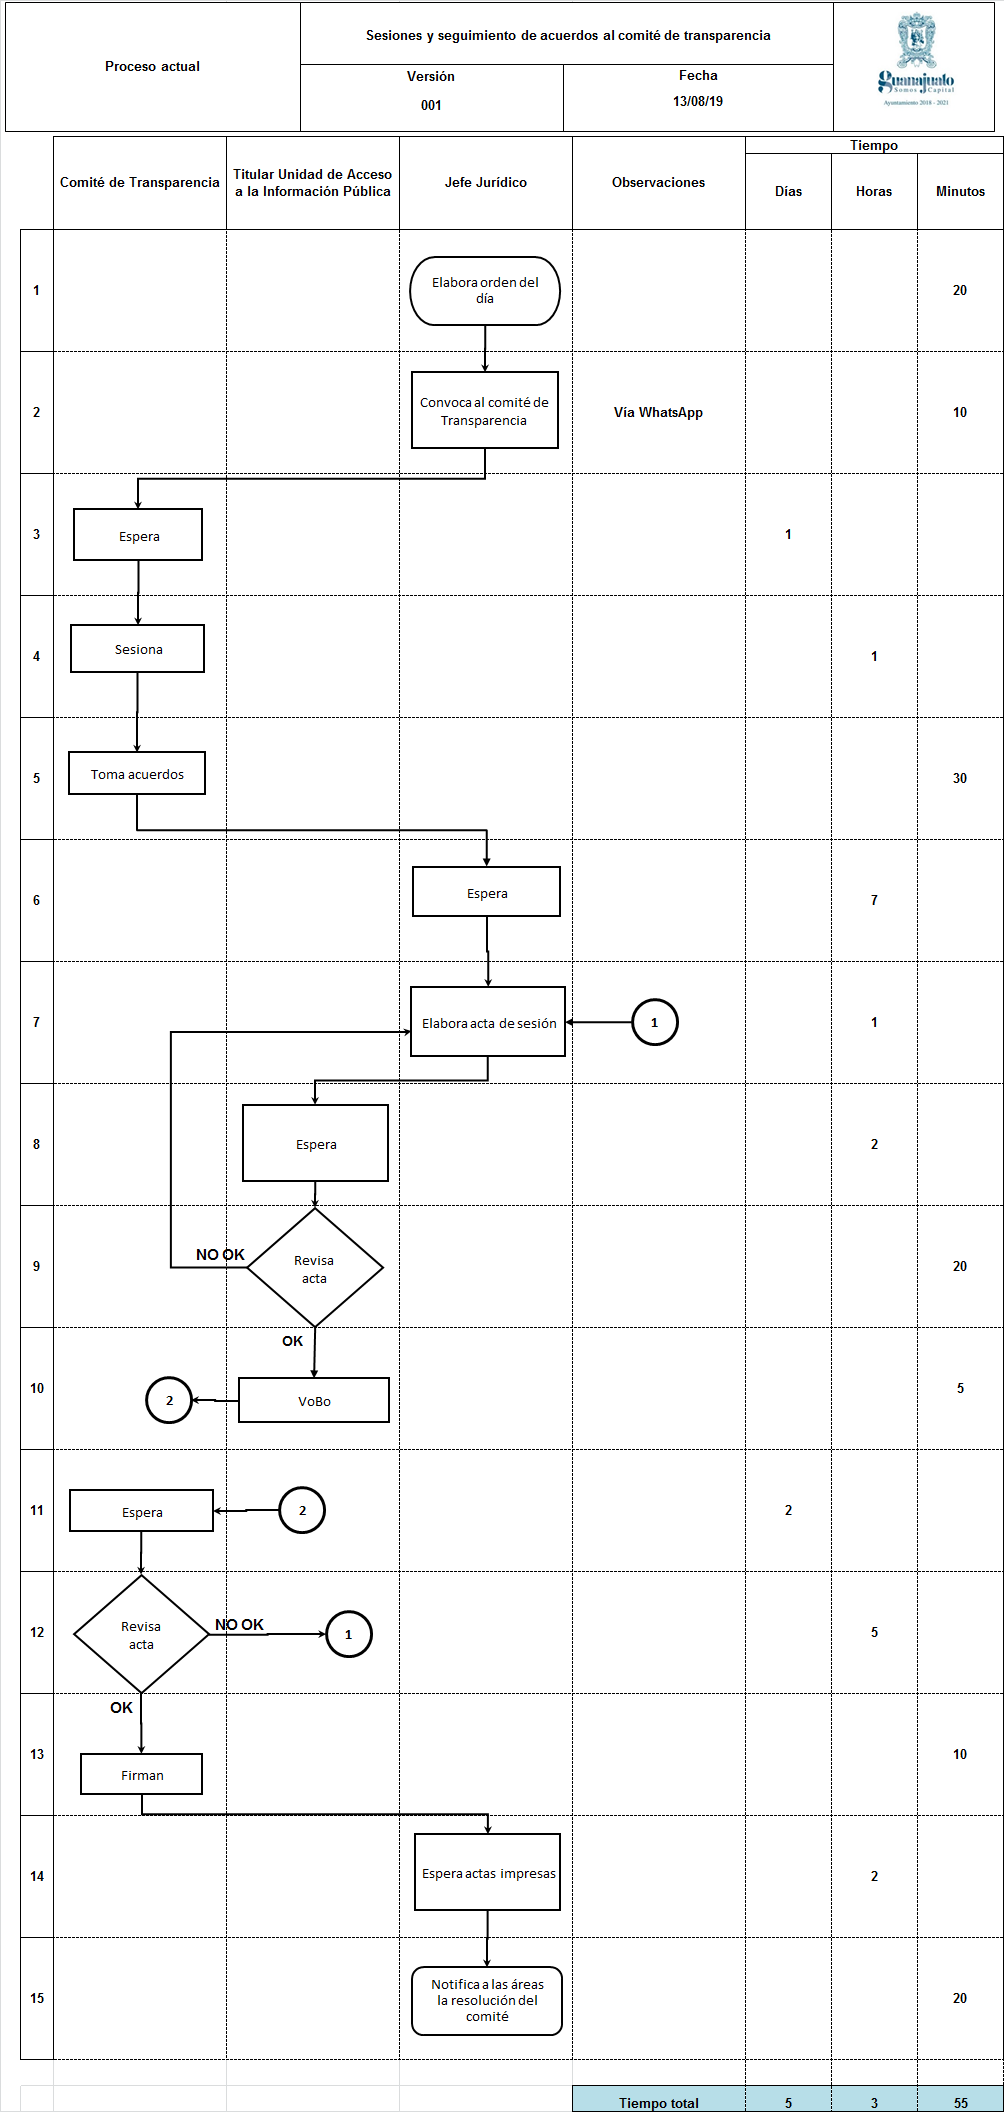 Proceso actual
Sesiones y seguimiento de acuerdos al comité de transparencia
Versión
001
Fecha
13/08/19
guanajuato
Somos Capital
Ayuntamiento 2018 - 2021
Comité de Transparencia
Titular Unidad de Acceso
a la Información Pública
Jefe Jurídico
Observaciones
Tiempo
Días
Horas
Minutos
1
Elabora orden del
día
20
2
Convoca al comité de
Transparencia
Vía WhatsApp
10
3
Espera
1
4
Sesiona
1
5
Toma acuerdos
30
6
Espera
7
7
Elabora acta de sesión
1
1
8
Espera
2
9
NO OK
Revisa
acta
20
OK
10
2
VoBo
5
11
Espera
2
2
12
Revisa
acta
NO OK
1
5
OK
13
Firman
10
14
Espera actas impresas
2
15
Notifica a las áreas
la resolución del
comité
20
Tiempo total
5
3
55